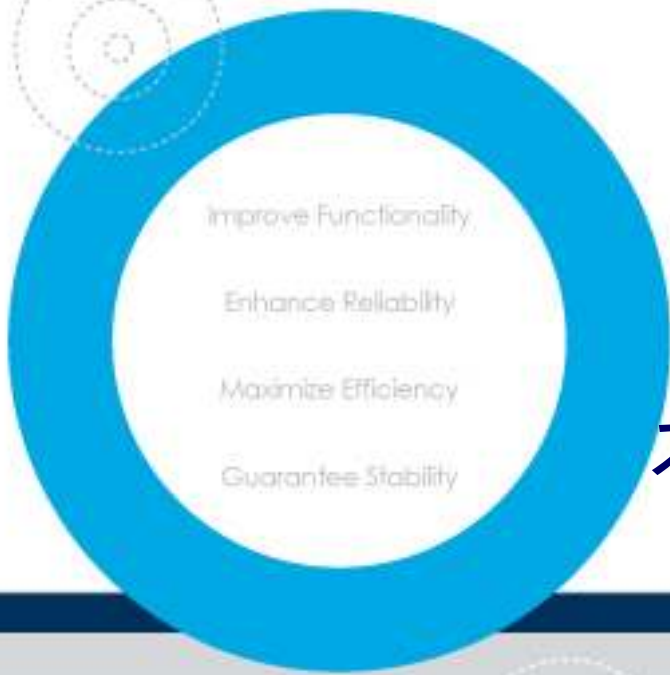 Improve Functionality
Enhance Reliability
Maximize Efficiency
Guarantee Stability